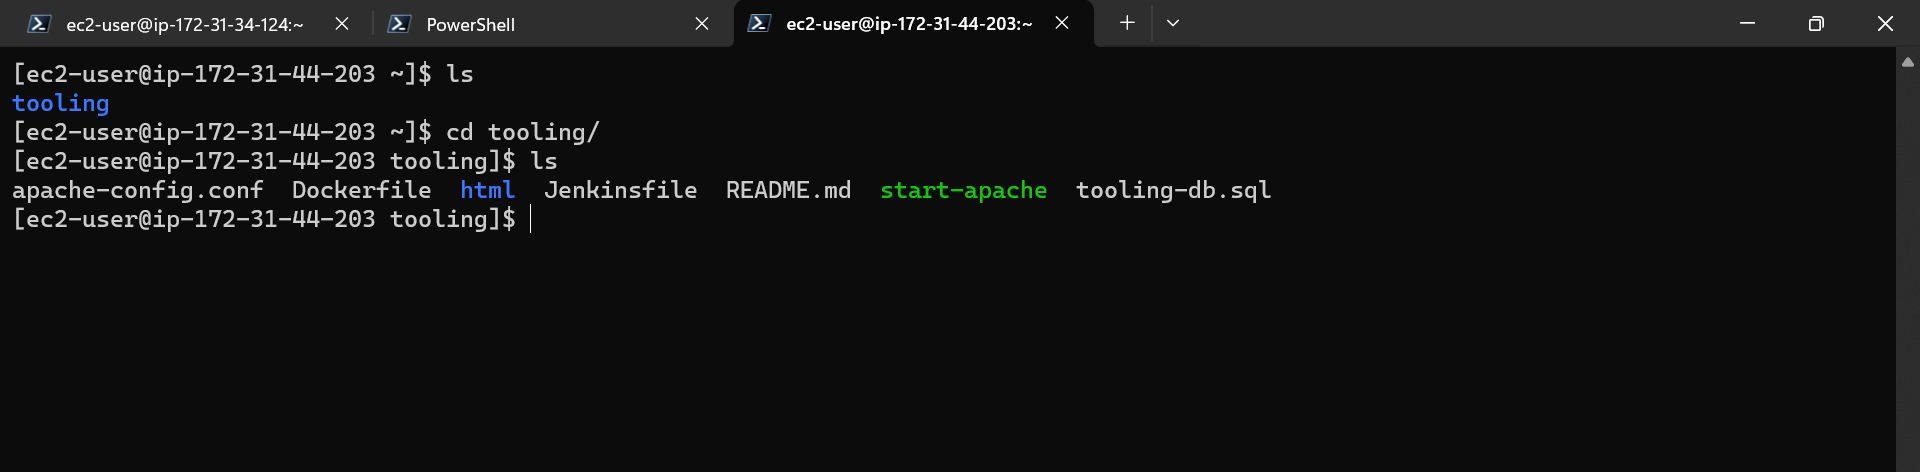 ec2-user@ip-172-31-34-124:~ PowerShell ec2-user@ip-172-31-44-203:~
[ec2-user@ip-172-31-44-203 ~]$ ls
tooling
[ec2-user@ip-172-31-44-203 ~]$ cd tooling/
[ec2-user@ip-172-31-44-203 tooling]$ ls
apache-config.conf  Dockerfile  html  Jenkinsfile  README.md  start-apache  tooling-db.sql
[ec2-user@ip-172-31-44-203 tooling]$